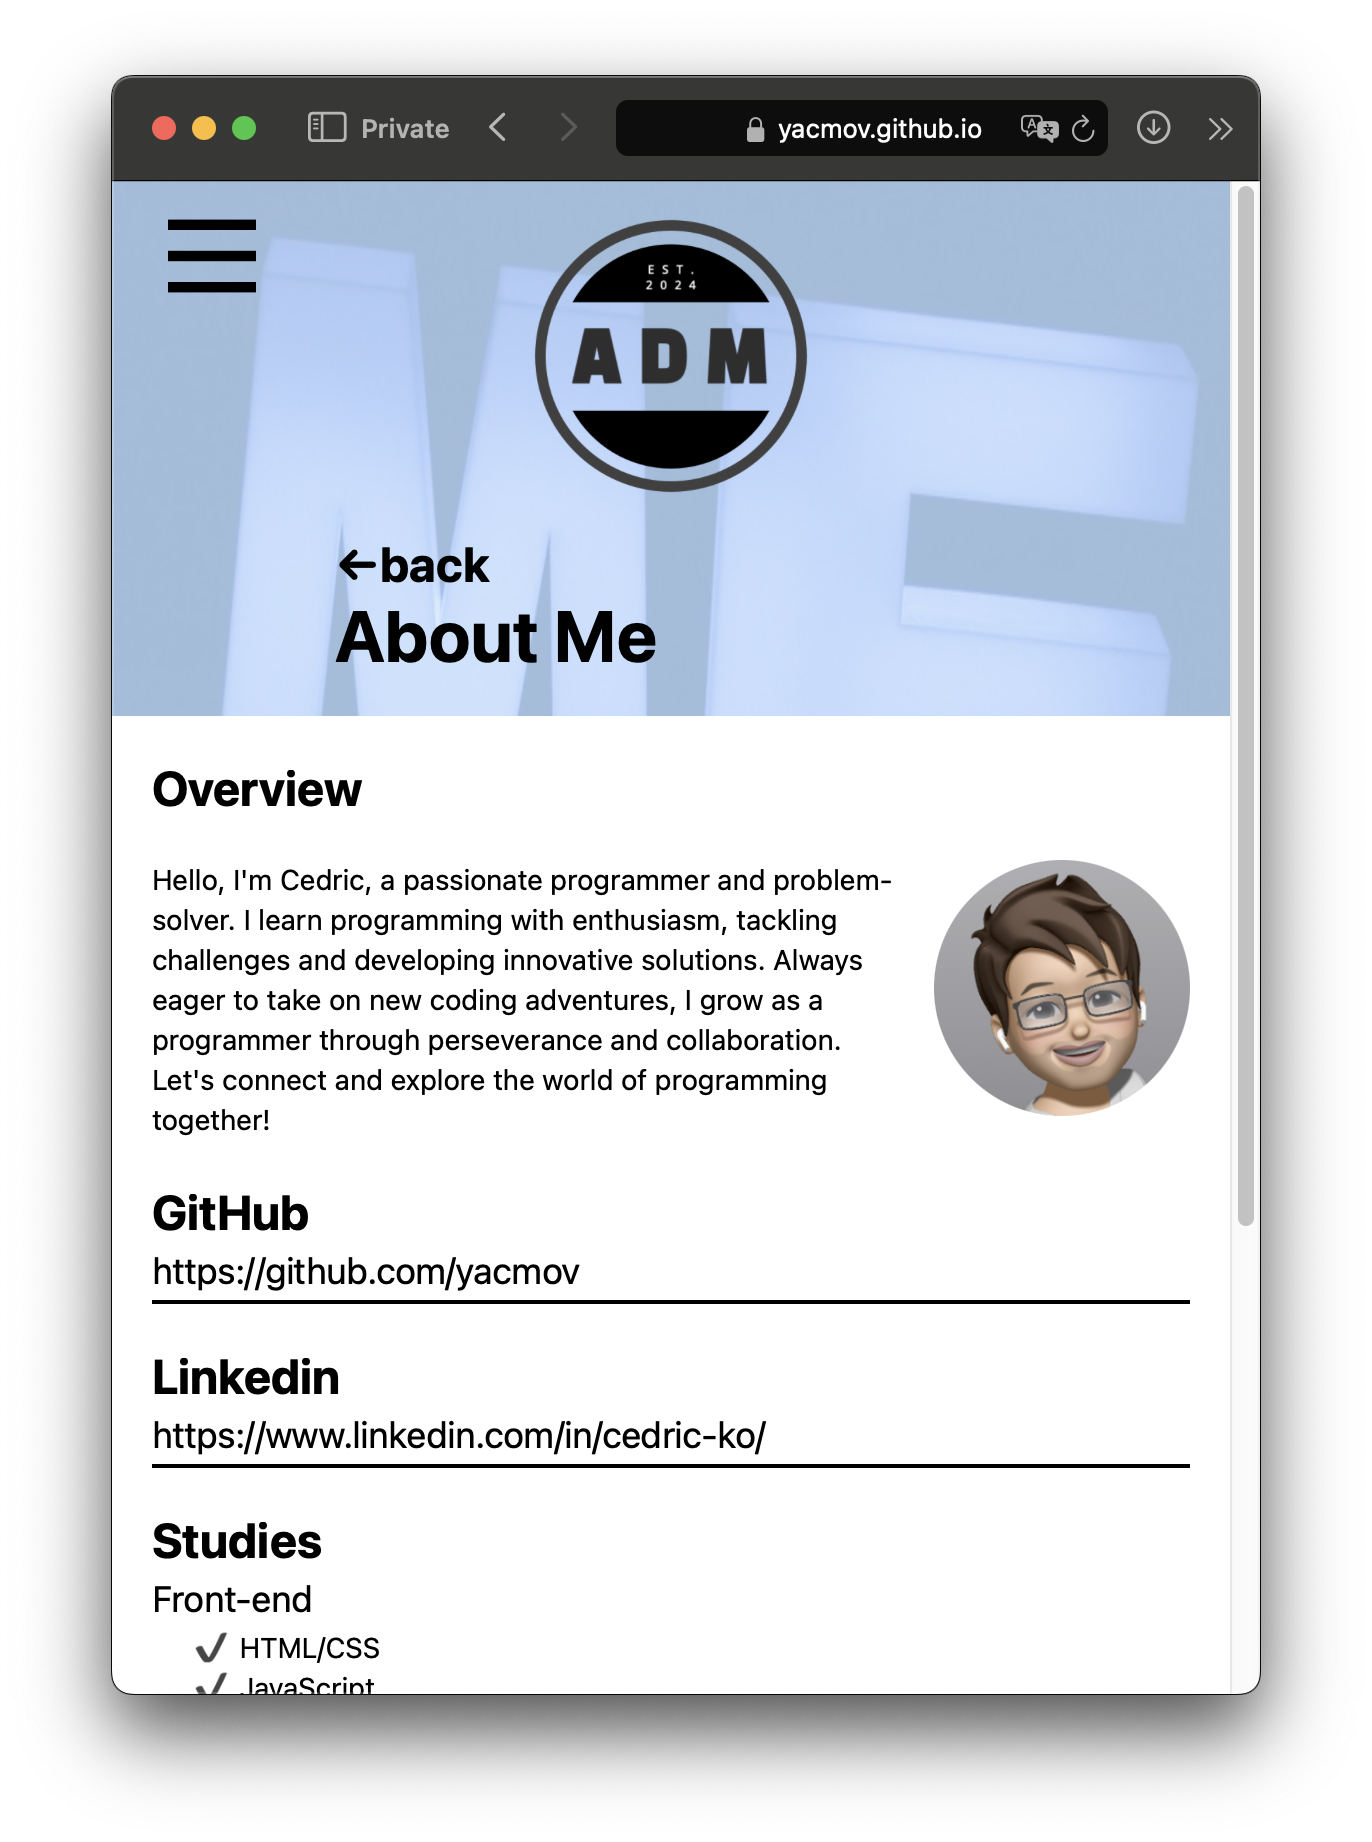 Private
yacmov.github.io
EST.
2024
ADM
←back
About Me
Overview
Hello, I'm Cedric, a passionate programmer and problem-
solver. I learn programming with enthusiasm, tackling
challenges and developing innovative solutions. Always
eager to take on new coding adventures, I grow as a
programmer through perseverance and collaboration.
Let's connect and explore the world of programming
together!
GitHub
https://github.com/yacmov
Linkedin
https://www.linkedin.com/in/cedric-ko/
Studies
Front-end
✔ HTML/CSS
✔ JavaScript